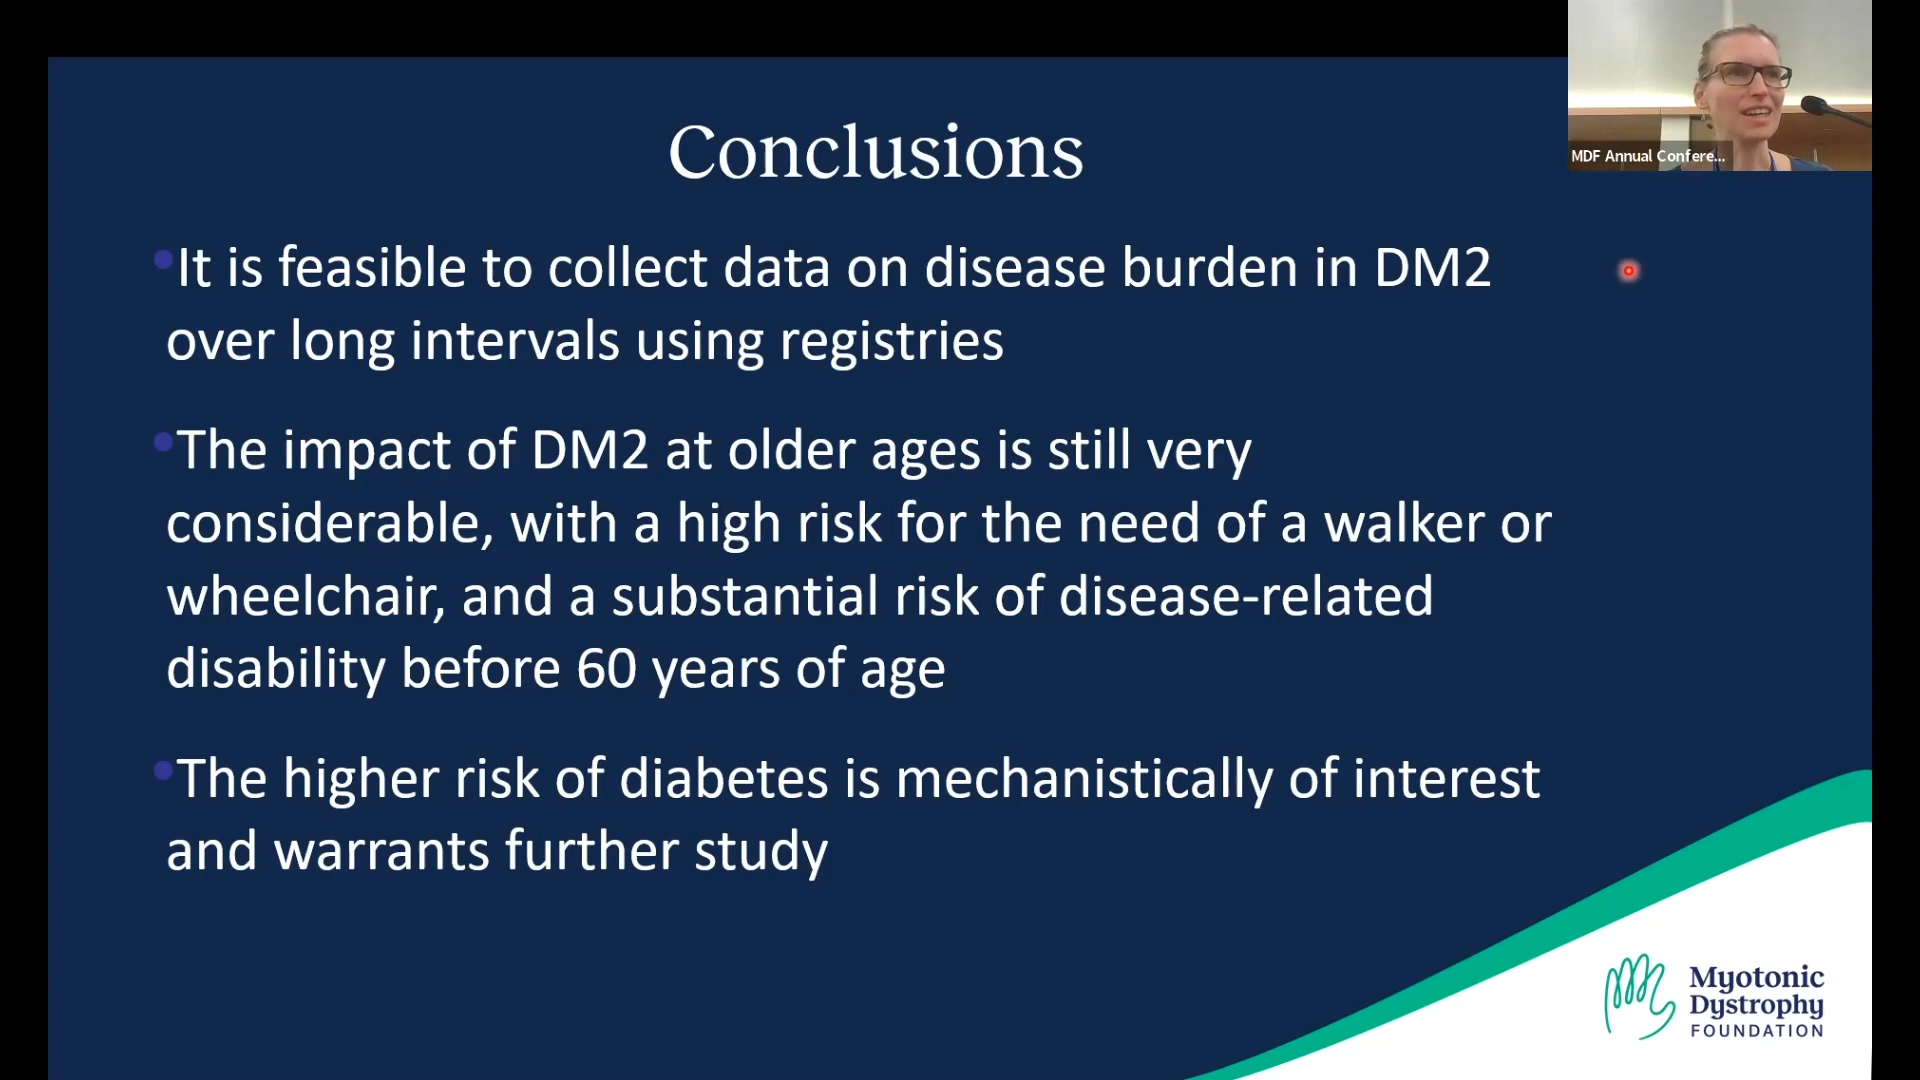 Conclusions
MDF Annual Confere...
•It is feasible to collect data on disease burden in DM2
over long intervals using registries
•The impact of DM2 at older ages is still very
considerable, with a high risk for the need of a walker or
wheelchair, and a substantial risk of disease-related
disability before 60 years of age
•The higher risk of diabetes is mechanistically of interest
and warrants further study
Myotonic
Dystrophy
FOUNDATION